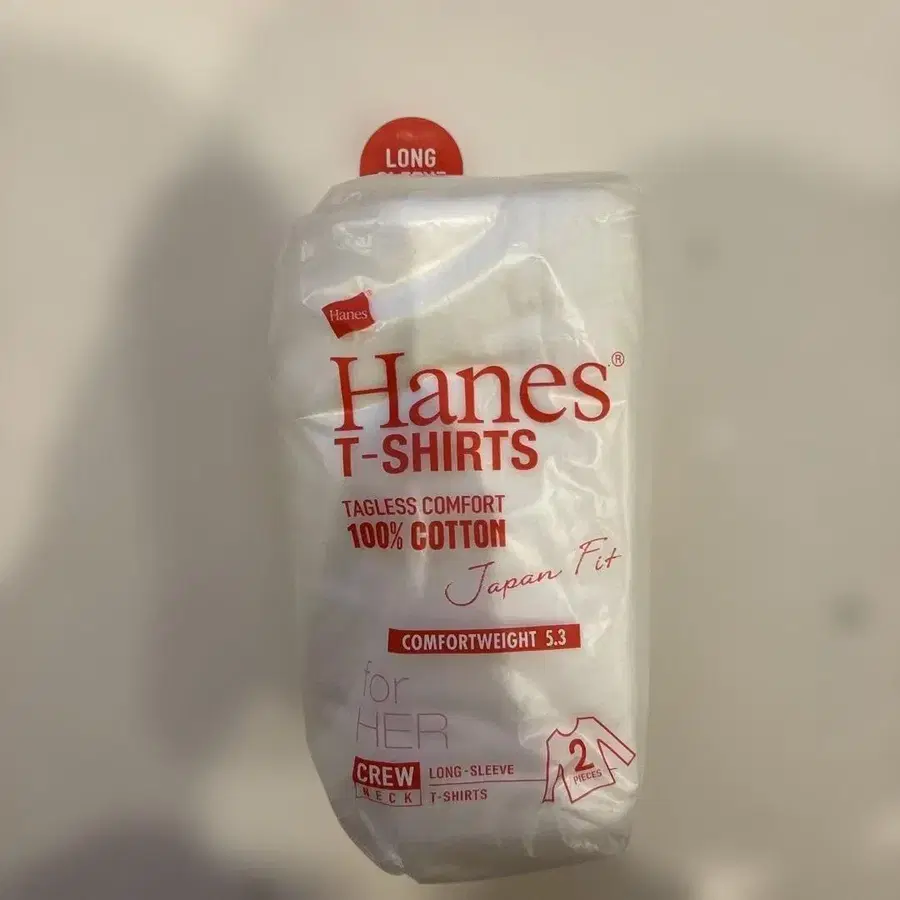 LONG
SLEEVE
Hanes®
Hanes®
T-SHIRTS
TAGLESS COMFORT
100% COTTON
Japan Fit
COMFORTWEIGHT 5.3
for
HER
CREW
NECK
LONG-SLEEVE
T-SHIRTS
2
PIECES